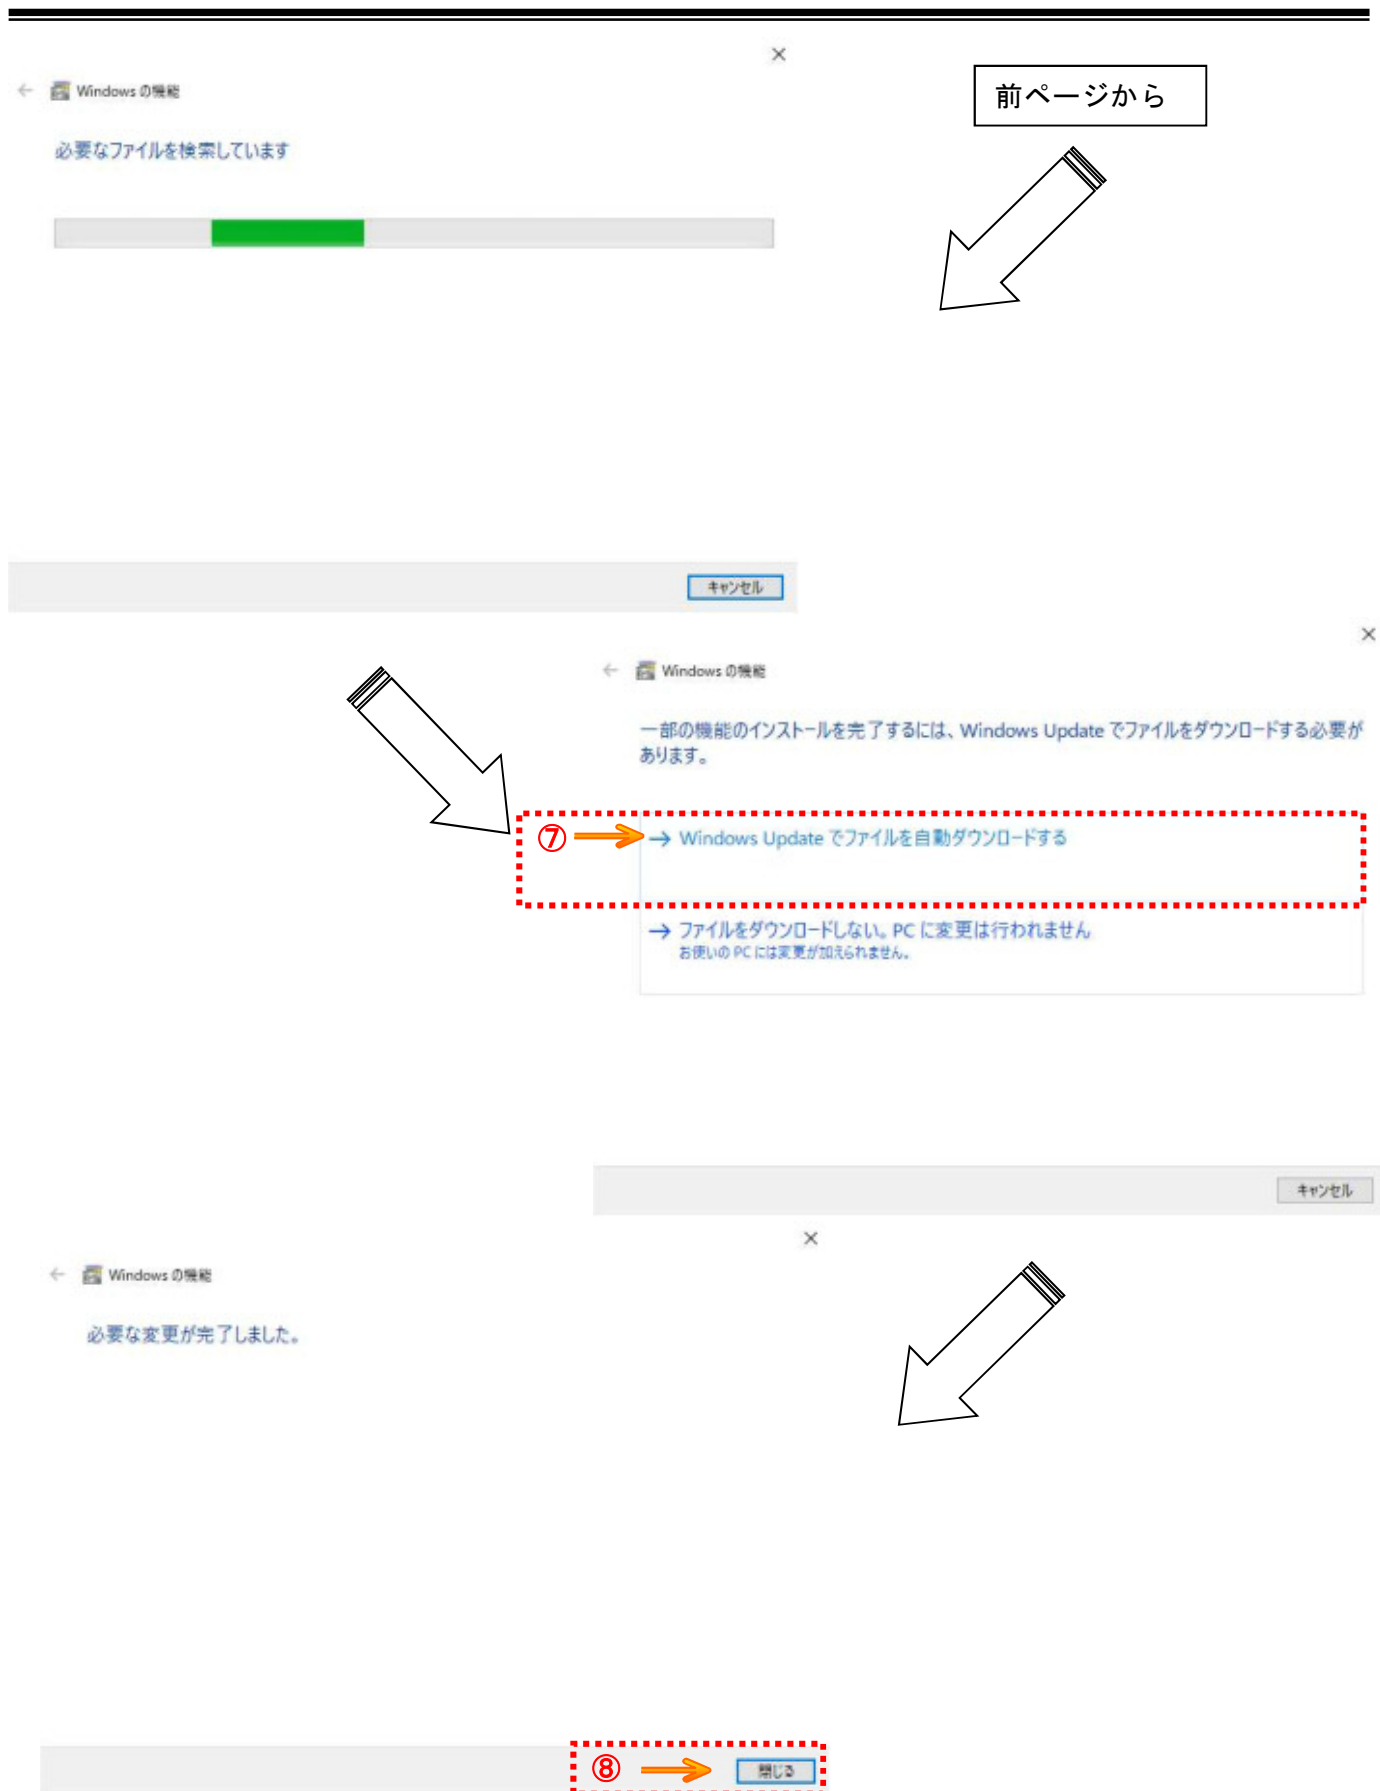 前ページから
Windows の機能
必要なファイルを検索しています
キャンセル
Windows の機能
一部の機能のインストールを完了するには、Windows Update でファイルをダウンロードする必要が
あります。
⑦
→ Windows Update でファイルを自動ダウンロードする
→ ファイルをダウンロードしない。PC に変更は行われません
お使いの PC には変更が加えられません。
キャンセル
Windows の機能
必要な変更が完了しました。
⑧
閉じる